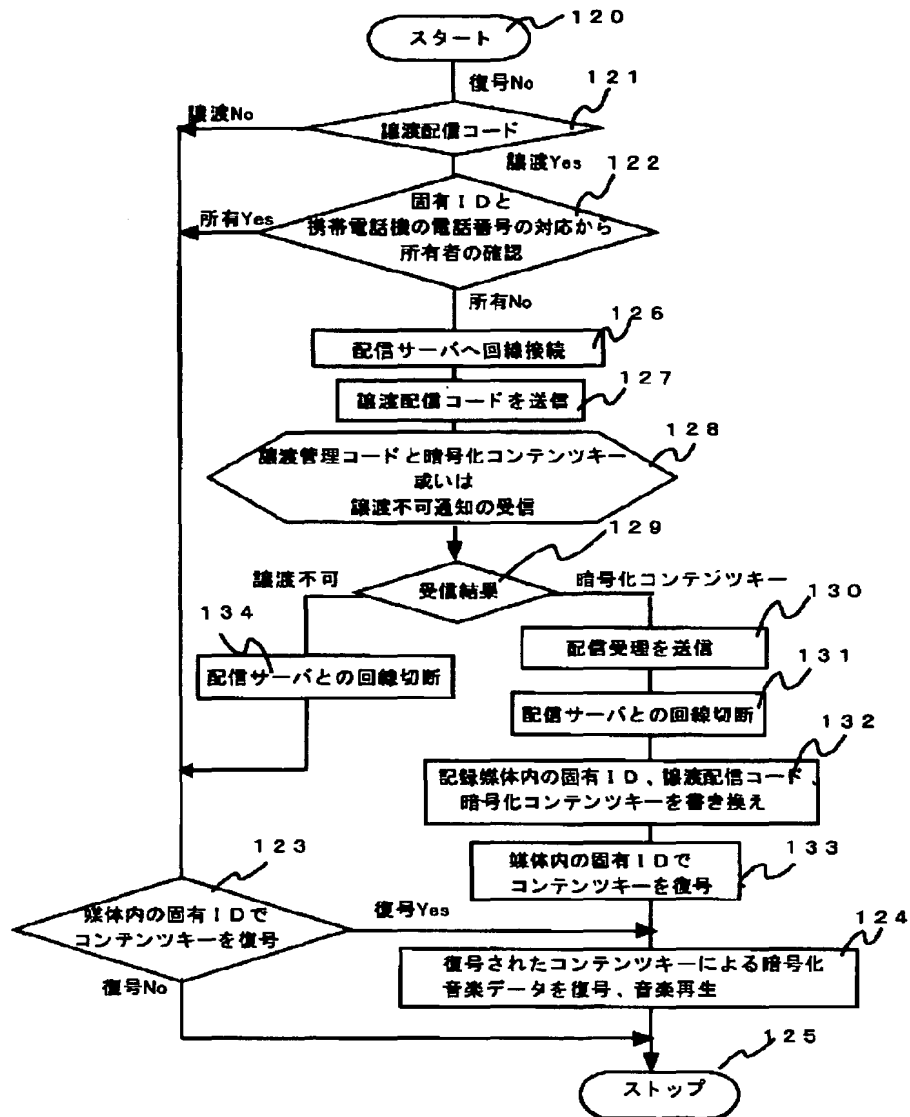 120
スタート
復号No
121
譲渡No
譲渡配信コード
譲渡Yes
122
固有IDと
携帯電話機の電話番号の対応から
所有者の確認
所有Yes
所有No
126
配信サーバへ回線接続
127
譲渡配信コードを送信
128
譲渡管理コードと暗号化コンテンツキー
或いは
譲渡不可通知の受信
129
譲渡不可
受信結果
暗号化コンテンツキー
130
134
配信受理を送信
配信サーバとの回線切断
131
配信サーバとの回線切断
132
記録媒体内の固有ID、譲渡配信コード、
暗号化コンテンツキーを書き換え
133
媒体内の固有IDで
コンテンツキーを復号
123
媒体内の固有IDで
コンテンツキーを復号
復号Yes
復号No
124
復号されたコンテンツキーによる暗号化
音楽データを復号、音楽再生
125
ストップ